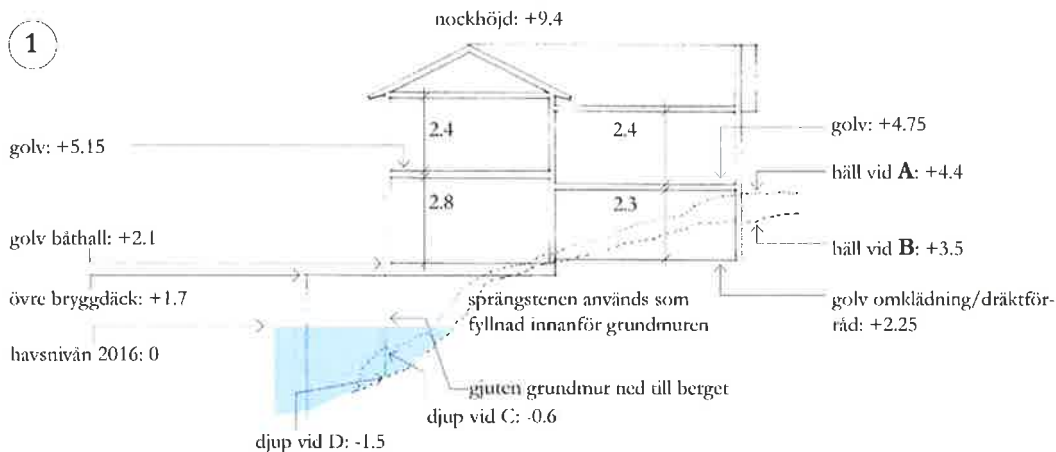 1
nockhöjd: +9.4
2.4
2.4
golv: +4.75
golv: +5.15
häll vid A: +4.4
2.8
2.3
golv båthall: +2.1
häll vid B: +3.5
övre bryggdäck: +1.7
sprängstenen används som
fyllnad innanför grundmuren
golv omklädning/dräktför-
råd: +2.25
havsnivån 2016: 0
gjuten grundmur ned till berget
djup vid C: -0.6
djup vid D: -1.5